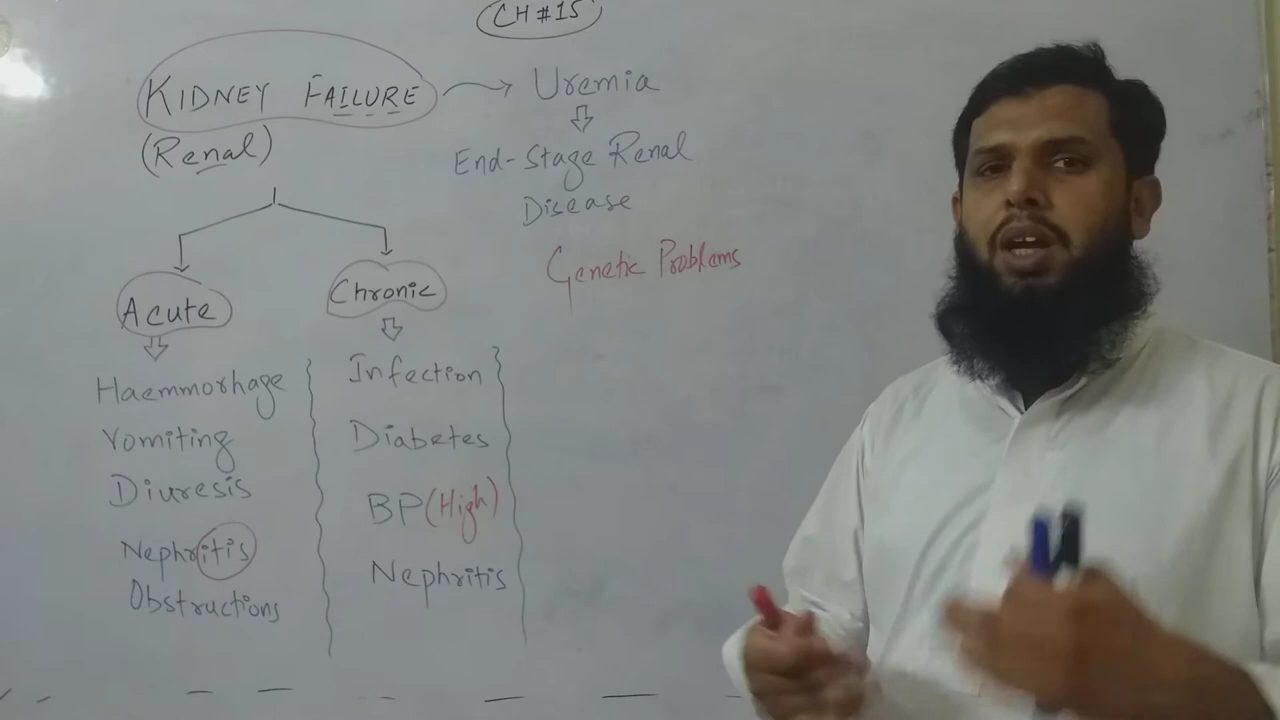 CH # 15
KIDNEY FAILURE
(Renal)
Uremia
End-Stage Renal
Disease
Genetic Problems
Acute
Haemmorhage
Vomiting
Diuresis
Nephritis
Obstructions
Chronic
Infection
Diabetes
BP (High)
Nephritis